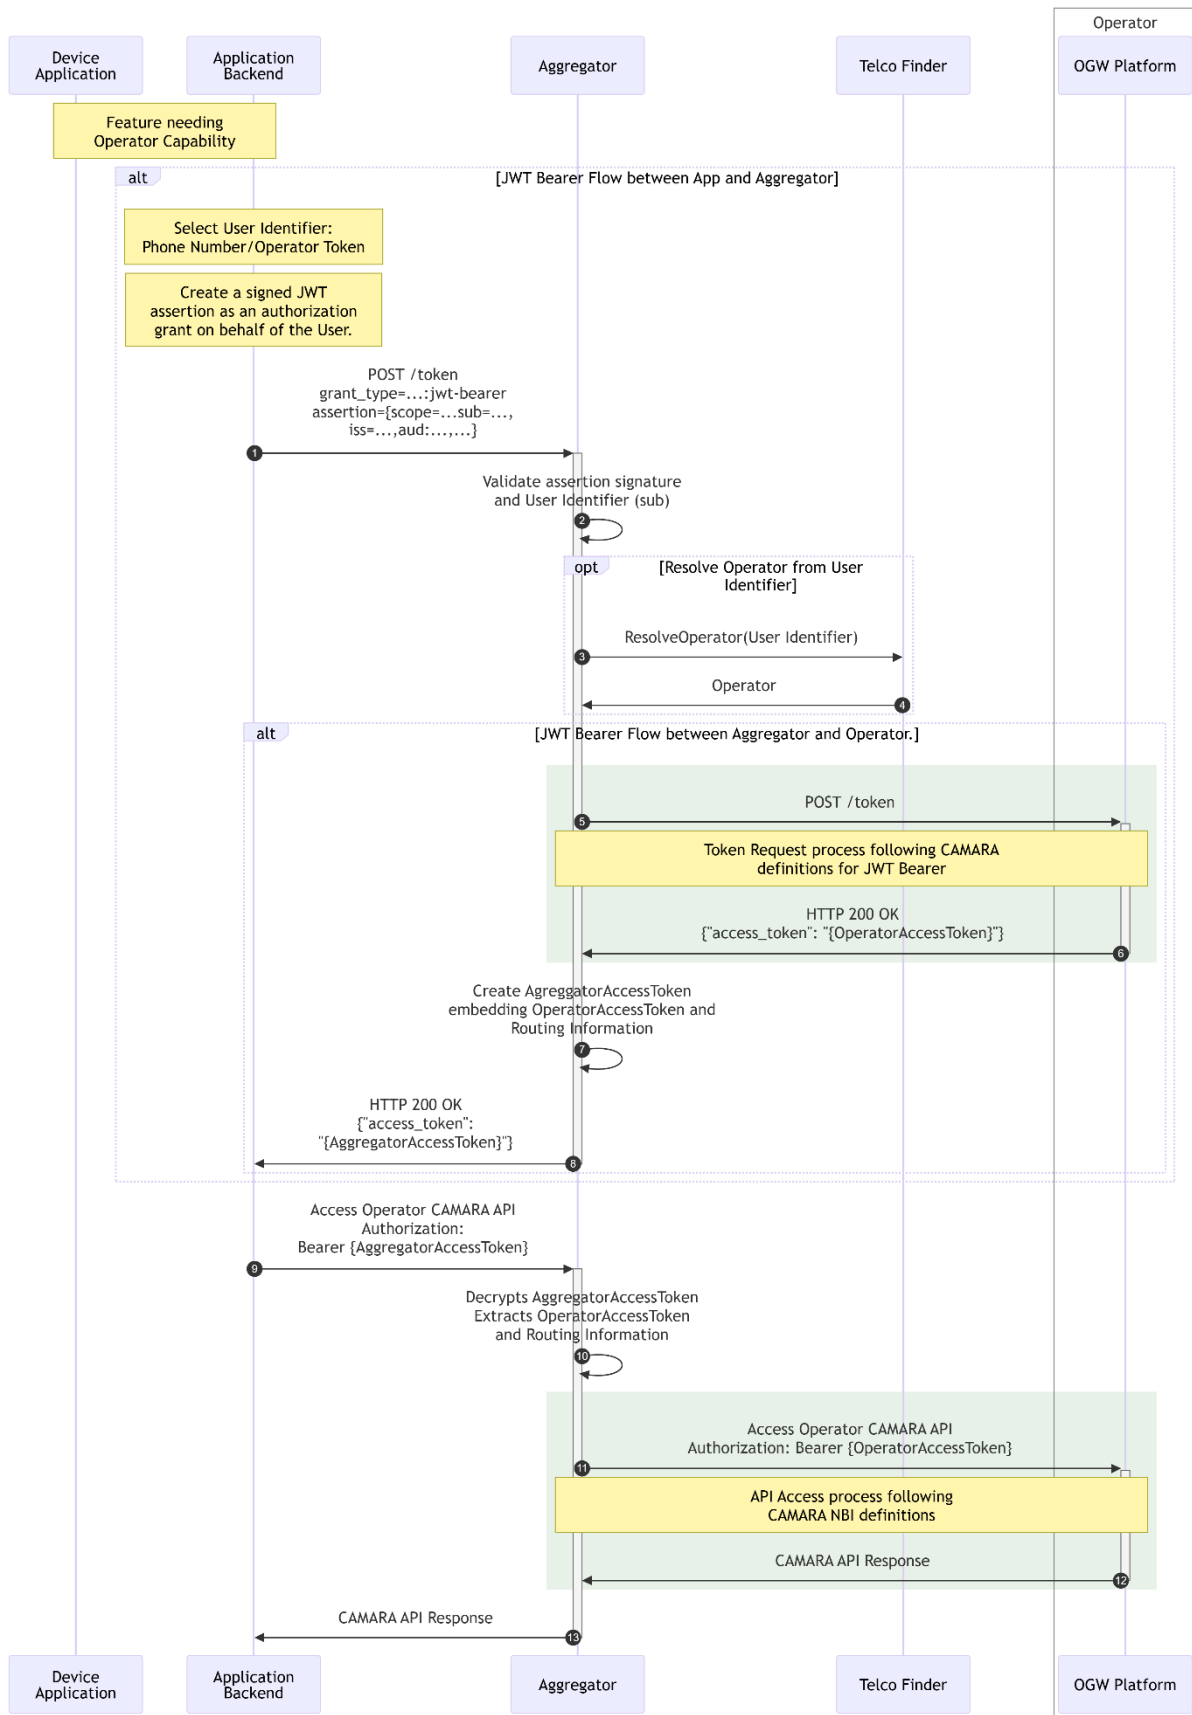 Operator
Device
Application
Application
Backend
Aggregator
Telco Finder
OGW Platform
Feature needing
Operator Capability
alt
[JWT Bearer Flow between App and Aggregator]
Select User Identifier:
Phone Number/Operator Token
Create a signed JWT
assertion as an authorization
grant on behalf of the User.
POST /token
grant_type=...:jwt-bearer
assertion={scope=...sub=...,
iss=...,aud:...,...}
1
Validate assertion signature
and User Identifier (sub)
2
opt
[Resolve Operator from User
Identifier]
ResolveOperator(User Identifier)
3
Operator
4
alt
[JWT Bearer Flow between Aggregator and Operator.]
POST /token
5
Token Request process following CAMARA
definitions for JWT Bearer
HTTP 200 OK
{"access_token": "{OperatorAccessToken}"}
6
Create AgreggatorAccessToken
embedding OperatorAccessToken and
Routing Information
7
HTTP 200 OK
{"access_token":
"{AggregatorAccessToken}"}
8
Access Operator CAMARA API
Authorization:
Bearer {AggregatorAccessToken}
9
Decrypts AggregatorAccessToken
Extracts OperatorAccessToken
and Routing Information
10
Access Operator CAMARA API
Authorization: Bearer {OperatorAccessToken}
11
API Access process following
CAMARA NBI definitions
CAMARA API Response
12
CAMARA API Response
13
Device
Application
Application
Backend
Aggregator
Telco Finder
OGW Platform